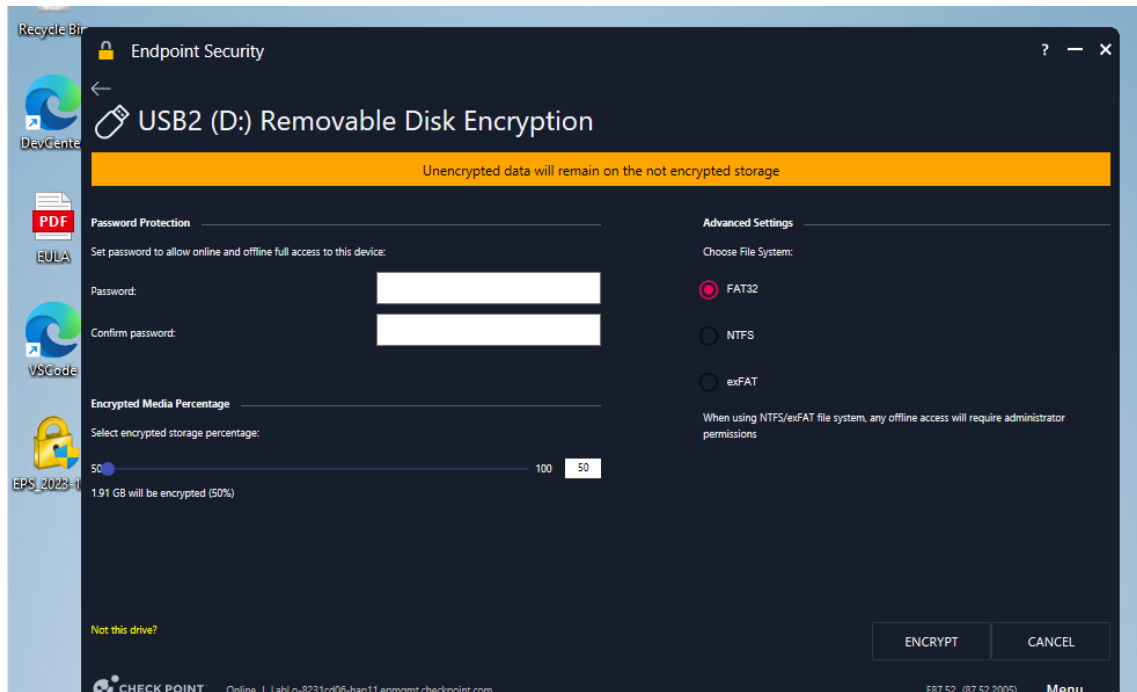 Recycle Bin
Endpoint Security
?
USB2 (D:) Removable Disk Encryption
DevCente
Unencrypted data will remain on the not encrypted storage
PDF
EULA
Password Protection
Set password to allow online and offline full access to this device:
Password:
Confirm password:
VSCode
Encrypted Media Percentage
Select encrypted storage percentage:
50
100
50
1.91 GB will be encrypted (50%)
Advanced Settings
Choose File System:
FAT32
NTFS
exFAT
When using NTFS/exFAT file system, any offline access will require administrator
permissions
Not this drive?
ENCRYPT
CANCEL
CHECK POINT
Online
Menu